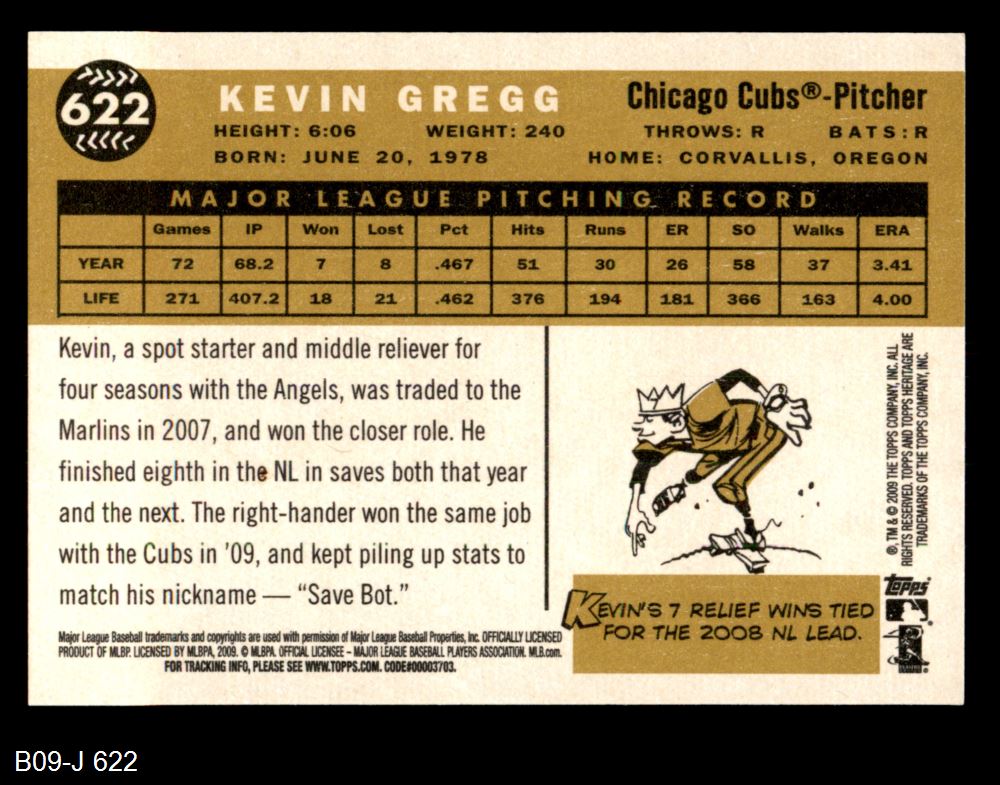 622
KEVIN GREGG
Chicago Cubs®-Pitcher
HEIGHT: 6:06 WEIGHT: 240 THROWS: R BATS: R
BORN: JUNE 20, 1978 HOME: CORVALLIS, OREGON
MAJOR LEAGUE PITCHING RECORD
Games IP Won Lost Pct Hits Runs ER SO Walks ERA
YEAR 72 68.2 7 8 .467 51 30 26 58 37 3.41
LIFE 271 407.2 18 21 .462 376 194 181 366 163 4.00
Kevin, a spot starter and middle reliever for
four seasons with the Angels, was traded to the
Marlins in 2007, and won the closer role. He
finished eighth in the NL in saves both that year
and the next. The right-hander won the same job
with the Cubs in '09, and kept piling up stats to
match his nickname — “Save Bot.”
Major League Baseball trademarks and copyrights are used with permission of Major League Baseball Properties, Inc. OFFICIALLY LICENSED
PRODUCT OF MLBP. LICENSED BY MLBPA, 2009. © MLBPA. OFFICIAL LICENSEE – MAJOR LEAGUE BASEBALL PLAYERS ASSOCIATION. MLB.com.
FOR TRACKING INFO, PLEASE SEE WWW.TOPPS.COM. CODE#00003703.
KEVIN'S 7 RELIEF WINS TIED
FOR THE 2008 NL LEAD.
®, TM & © 2009 THE TOPPS COMPANY, INC. ALL
RIGHTS RESERVED. TOPPS AND TOPPS HERITAGE ARE
TRADEMARKS OF THE TOPPS COMPANY, INC.
topps
B09-J 622